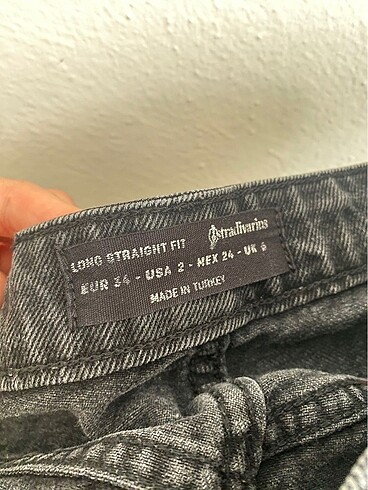 stradivarius
LONG STRAIGHT FIT
EUR 34 - USA 2 - MEX 24 - UK 6
MADE IN TURKEY